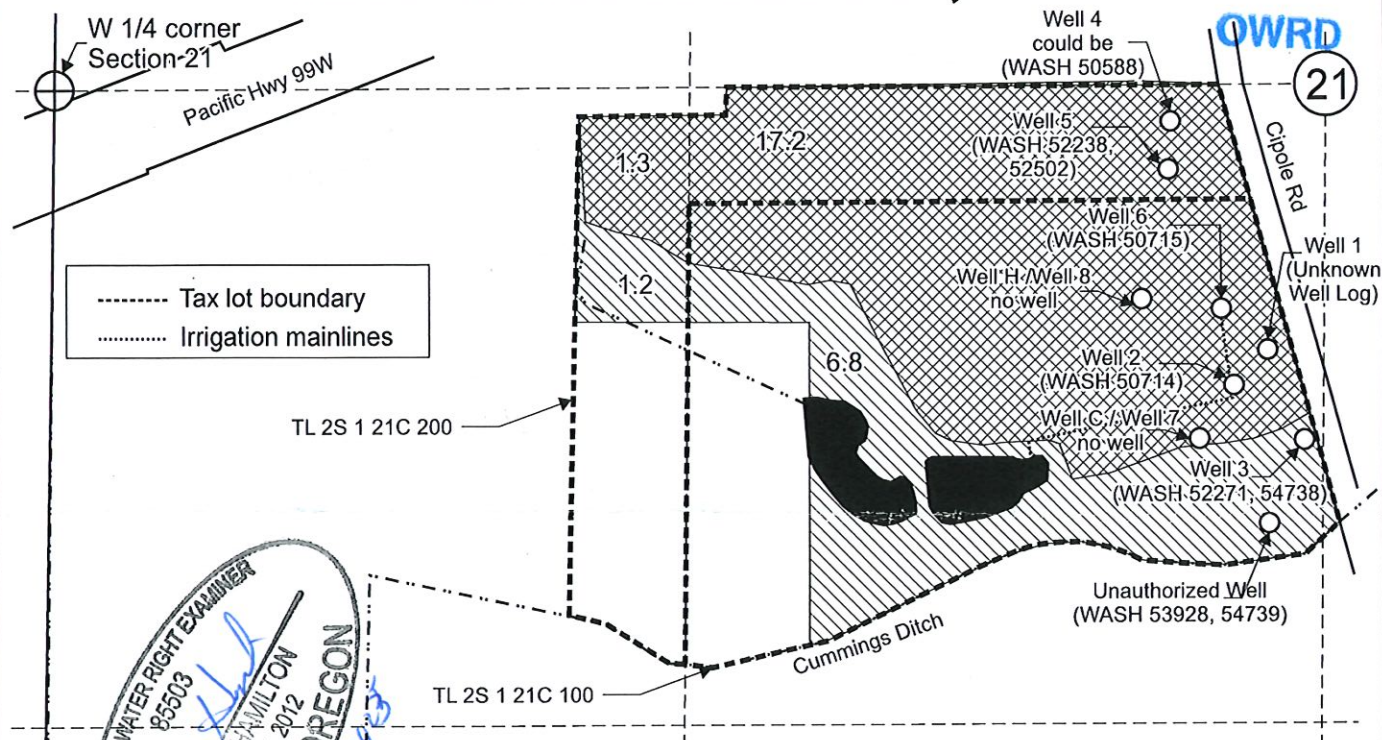 W 1/4 corner
Section 21
Pacific Hwy 99W
Well 4
could be
(WASH 50588)
OWRD
21
Cipole Rd
Well 5
(WASH 52238,
52502)
17.2
1.3
Well 6
(WASH 50715)
Well 1
(Unknown
Well Log)
Well H /Well 8
no well
1.2
Tax lot boundary
Irrigation mainlines
6.8
Well 2
(WASH 50714)
TL 2S 1 21C 200
Well C / Well 7
no well
Well 3
(WASH 52271, 54738)
Unauthorized Well
(WASH 53928, 54739)
Cummings Ditch
TL 2S 1 21C 100
WATER RIGHT EXAMINER
85503
HAMILTON
2012
OREGON